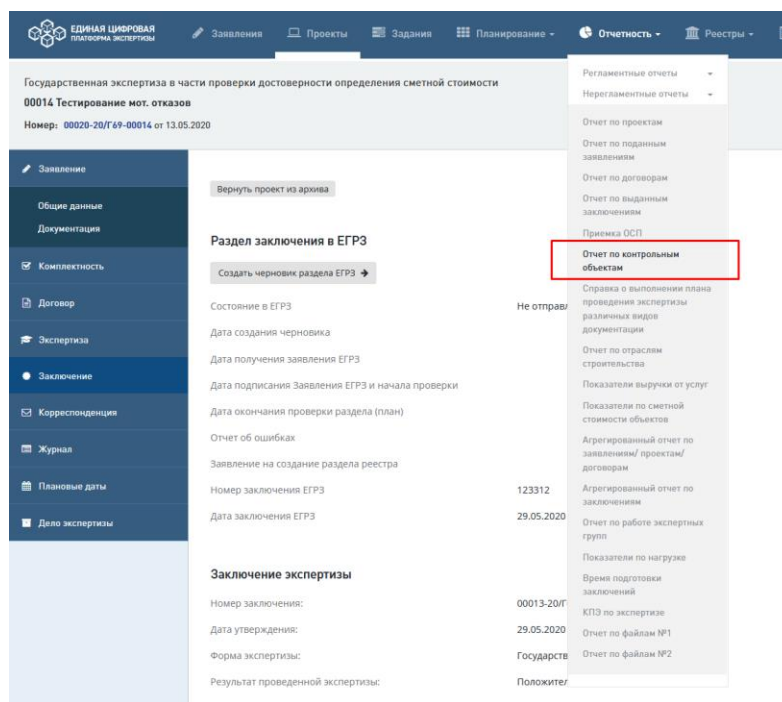 ЕДИНАЯ ЦИФРОВАЯ
ПЛАТФОРМА ЭКСПЕРТИЗЫ
Заявления
Проекты
Задания
Планирование
Отчетность
Реестры
Государственная экспертиза в части проверки достоверности определения сметной стоимости
00014 Тестирование мот. отказов
Номер: 00020-20/Г69-00014 от 13.05.2020
Заявление
Общие данные
Документация
Комплектность
Договор
Экспертиза
Заключение
Корреспонденция
Журнал
Плановые даты
Дело экспертизы
Вернуть проект из архива
Раздел заключения в ЕГРЗ
Создать черновик раздела ЕГРЗ
Состояние в ЕГРЗ
Не отправл
Дата создания черновика
Дата получения заявления ЕГРЗ
Дата подписания Заявления ЕГРЗ и начала проверки
Дата окончания проверки раздела (план)
Отчет об ошибках
Заявление на создание раздела реестра
Номер заключения ЕГРЗ
123312
Дата заключения ЕГРЗ
29.05.2020
Заключение экспертизы
Номер заключения:
00013-20/Г
Дата утверждения:
29.05.2020
Форма экспертизы:
Государств
Результат проведенной экспертизы:
Положител
Регламентные отчеты
Нерегламентные отчеты
Отчет по проектам
Отчет по поданным
заявлениям
Отчет по договорам
Отчет по выданным
заключениям
Приемка ОСП
Отчет по контрольным
объектам
Справка о выполнении плана
проведения экспертизы
различных видов
документации
Отчет по отраслям
строительства
Показатели выручки от услуг
Показатели по сметной
стоимости объектов
Агрегированный отчет по
заявлениям/ проектам/
договорам
Агрегированный отчет по
заключениям
Отчет по работе экспертных
групп
Показатели по нагрузке
Время подготовки
заключений
КПЭ по экспертизе
Отчет по файлам №1
Отчет по файлам №2